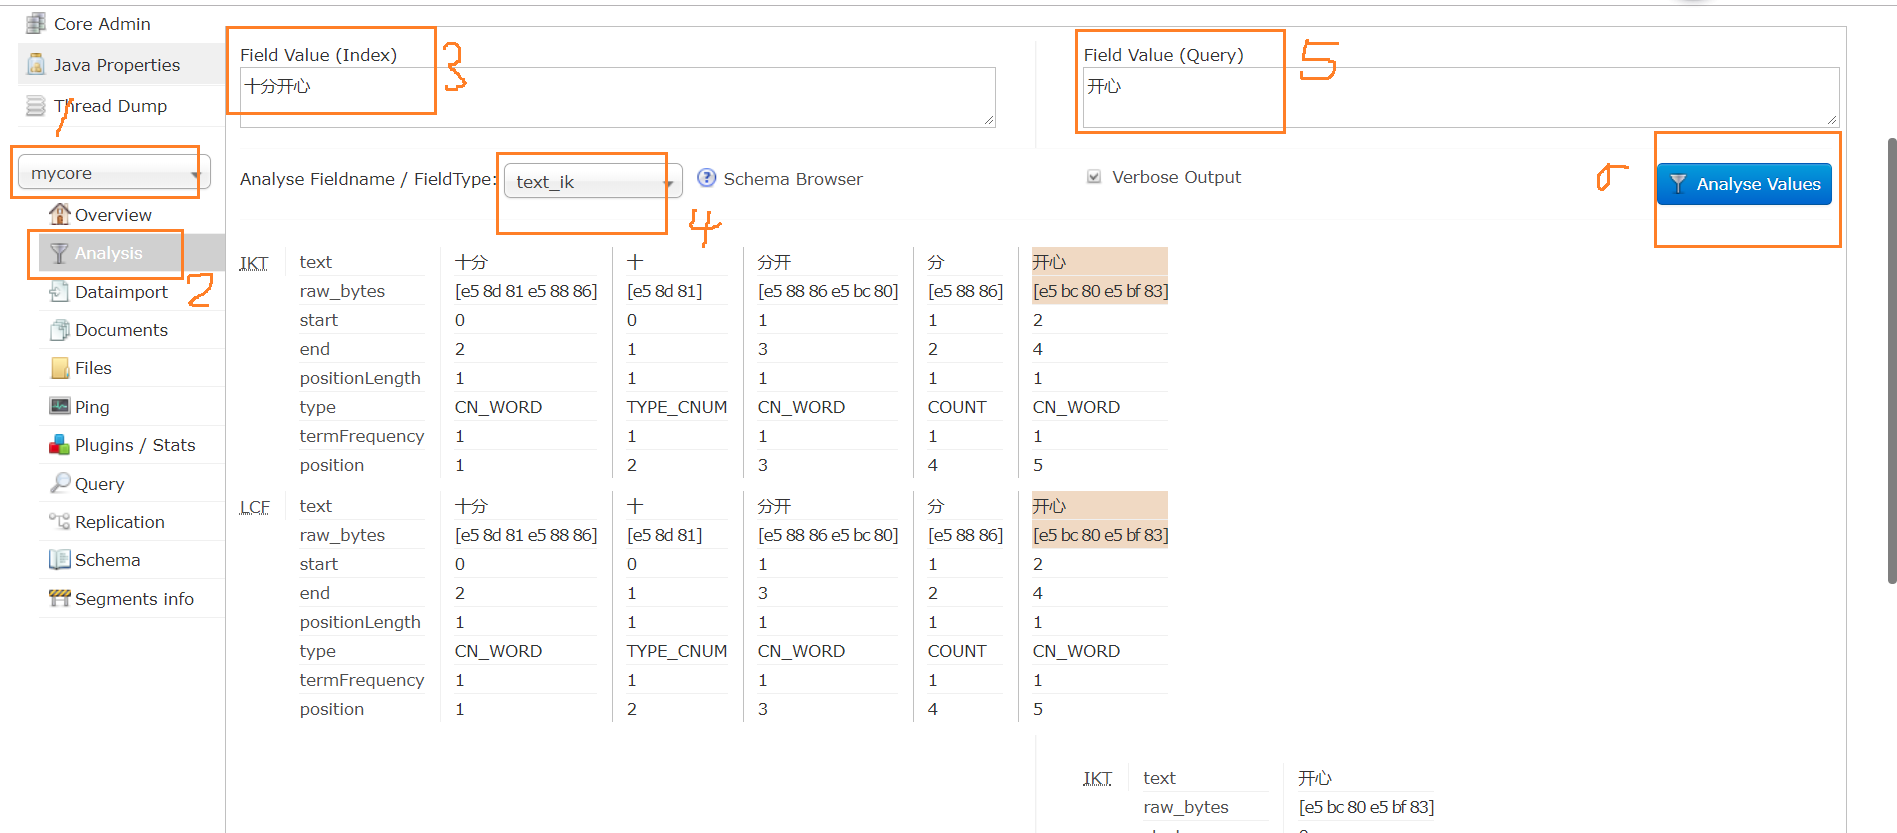 Core Admin
Java Properties
Thread Dump
1
mycore
Overview
Analysis
2
Dataimport
Documents
Files
Ping
Plugins / Stats
Query
Replication
Schema
Segments info
Field Value (Index)
3
十分开心
Field Value (Query)
5
开心
Analyse Fieldname / FieldType: text_ik Schema Browser
4
Verbose Output
Analyse Values
IKT text 十分 十 分开 分 开心
raw_bytes [e5 8d 81 e5 88 86] [e5 8d 81] [e5 88 86 e5 bc 80] [e5 88 86] [e5 bc 80 e5 bf 83]
start 0 0 1 1 2
end 2 1 3 2 4
positionLength 1 1 1 1 1
type CN_WORD TYPE_CNUM CN_WORD COUNT CN_WORD
termFrequency 1 1 1 1 1
position 1 2 3 4 5
LCF text 十分 十 分开 分 开心
raw_bytes [e5 8d 81 e5 88 86] [e5 8d 81] [e5 88 86 e5 bc 80] [e5 88 86] [e5 bc 80 e5 bf 83]
start 0 0 1 1 2
end 2 1 3 2 4
positionLength 1 1 1 1 1
type CN_WORD TYPE_CNUM CN_WORD COUNT CN_WORD
termFrequency 1 1 1 1 1
position 1 2 3 4 5
IKT text 开心
raw_bytes [e5 bc 80 e5 bf 83]